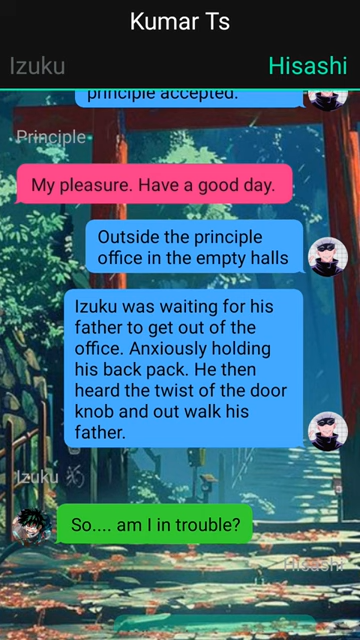 Kumar Ts
Izuku
Hisashi
principle accepted.
Principle
My pleasure. Have a good day.
Outside the principle
office in the empty halls
Izuku was waiting for his
father to get out of the
office. Anxiously holding
his back pack. He then
heard the twist of the door
knob and out walk his
father.
Izuku
So.... am I in trouble?
Hisashi